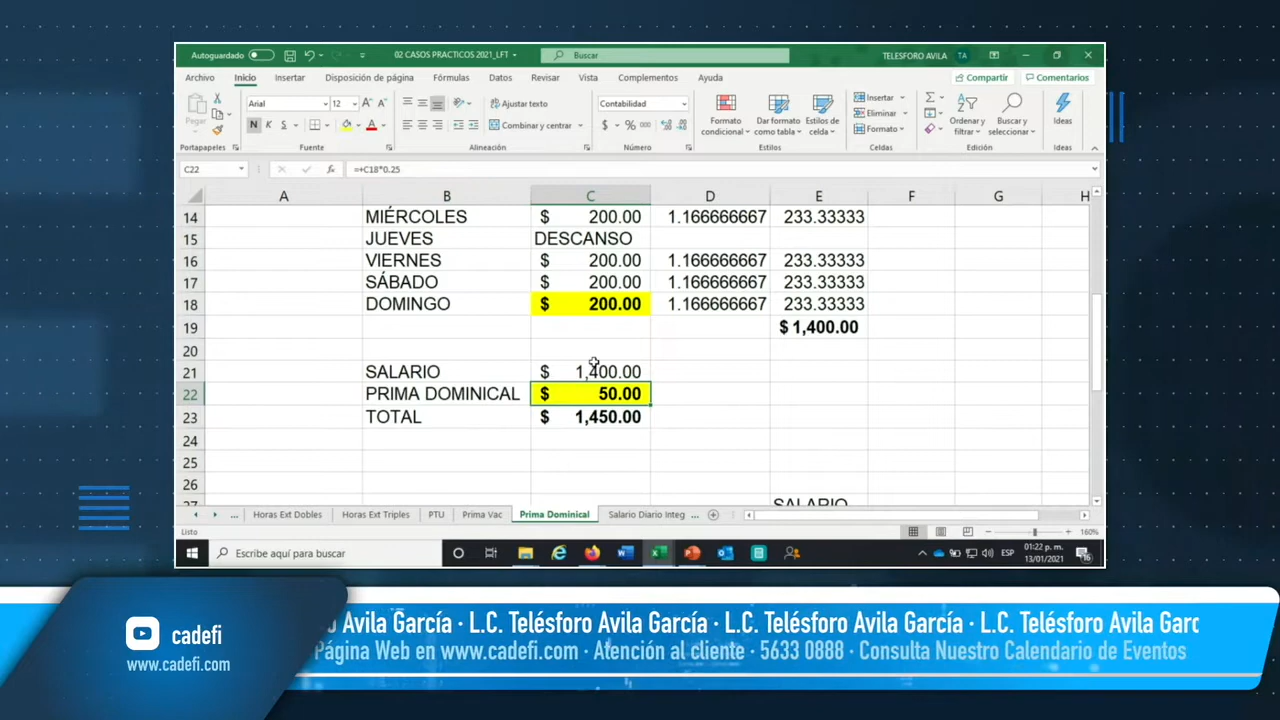 Autoguardado
02 CASOS PRACTICOS 2021_LFT
Buscar
TELESFORO AVILA TA
Archivo Inicio Insertar Disposición de página Fórmulas Datos Revisar Vista Complementos Ayuda Compartir Comentarios
Pegar
Portapapeles
Arial 12
N K S
Fuente
Ajustar texto
Combinar y centrar
Alineación
Contabilidad
$ % 000
Número
Formato condicional
Dar formato como tabla
Estilos de celda
Estilos
Insertar
Eliminar
Formato
Celdas
Ordenar y filtrar
Buscar y seleccionar
Edición
Ideas
Ideas
C22 fx =+C18*0.25
A B C D E F G H
14 MIÉRCOLES $ 200.00 1.166666667 233.33333
15 JUEVES DESCANSO
16 VIERNES $ 200.00 1.166666667 233.33333
17 SÁBADO $ 200.00 1.166666667 233.33333
18 DOMINGO $ 200.00 1.166666667 233.33333
19 $ 1,400.00
20
21 SALARIO $ 1,400.00
22 PRIMA DOMINICAL $ 50.00
23 TOTAL $ 1,450.00
24
25
26
27 SALARIO
... Horas Ext Dobles Horas Ext Triples PTU Prima Vac Prima Dominical Salario Diario Integ ...
Listo
160%
Escribe aquí para buscar
ESP
01:22 p. m.
13/01/2021
16
cadefi
www.cadefi.com
ro Avila García · L.C. Telésforo Avila García · L.C. Telésforo Avila García · L.C. Telésforo Avila Garc
Página Web en www.cadefi.com · Atención al cliente · 5633 0888 · Consulta Nuestro Calendario de Eventos